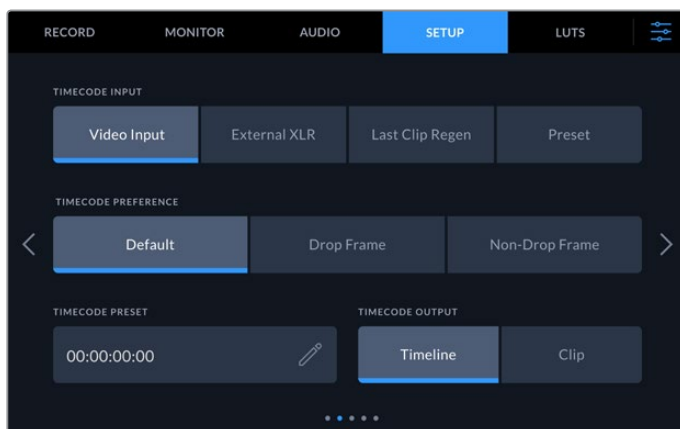 RECORD MONITOR AUDIO SETUP LUTS
TIMECODE INPUT
Video Input External XLR Last Clip Regen Preset
TIMECODE PREFERENCE
Default Drop Frame Non-Drop Frame
TIMECODE PRESET TIMECODE OUTPUT
00:00:00:00 Timeline Clip